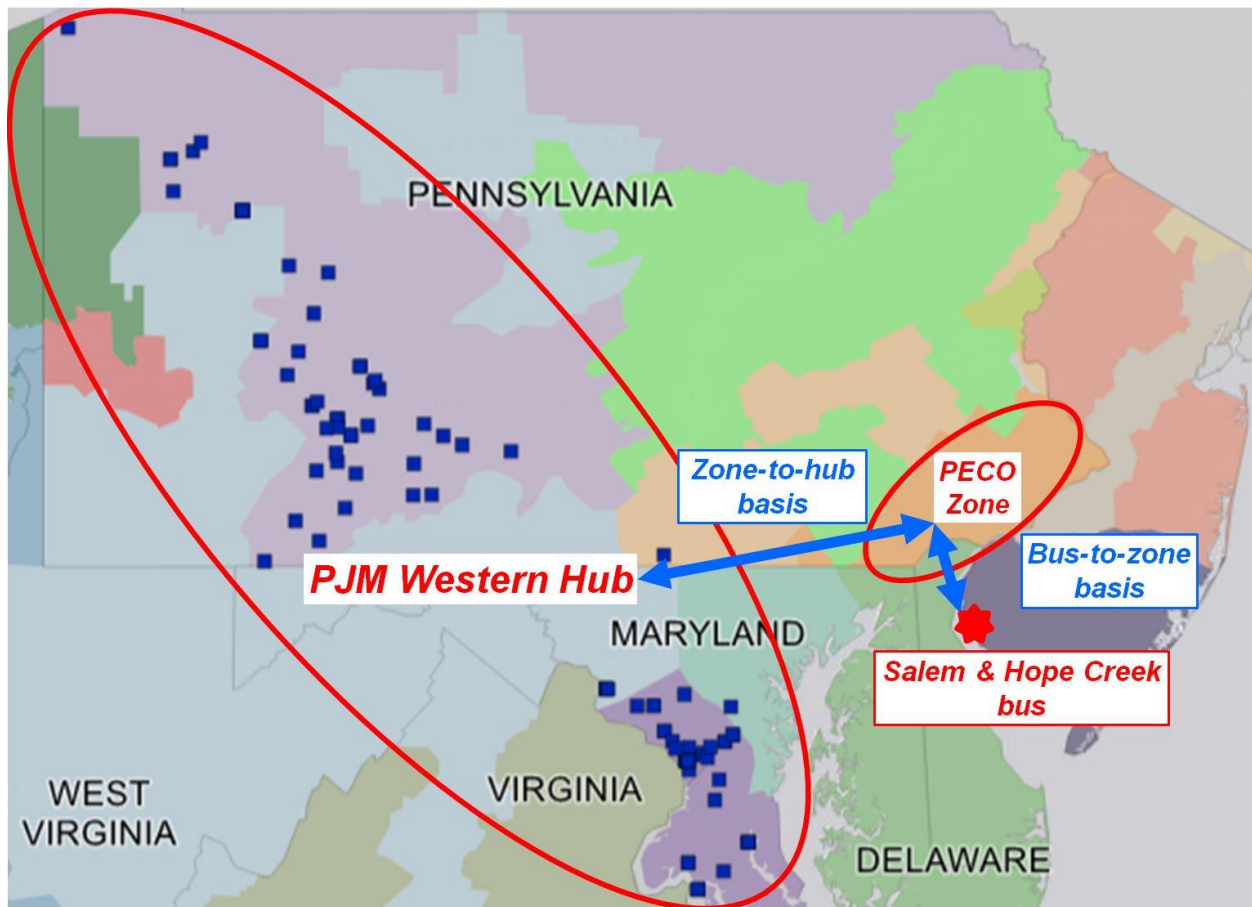 PENNSYLVANIA
Zone-to-hub
basis
PECO
Zone
Bus-to-zone
basis
PJM Western Hub
MARYLAND
Salem & Hope Creek
bus
WEST
VIRGINIA
VIRGINIA
DELAWARE